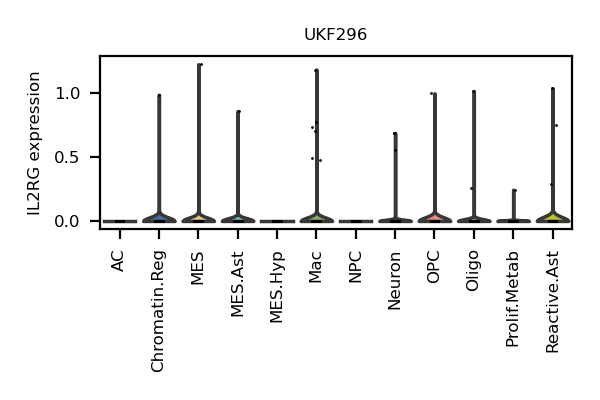 UKF296
IL2RG expression
1.0
0.5
0.0
AC
Chromatin.Reg
MES
MES.Ast
MES.Hyp
Mac
NPC
Neuron
OPC
Oligo
Prolif.Metab
Reactive.Ast